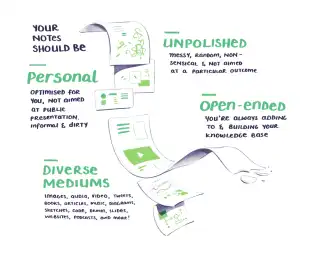 YOUR
NOTES
SHOULD BE
UNPOLISHED
MESSY, RANDOM, NON-
SENSICAL & NOT AIMED
AT A PARTICULAR OUTCOME
Personal
OPTIMISED FOR
YOU, NOT AIMED
AT PUBLIC
PRESENTATION.
INFORMAL & DIRTY
OPEN-ENDED
YOU'RE ALWAYS ADDING
TO & BUILDING YOUR
KNOWLEDGE BASE
DIVERSE
MEDIUMS
IMAGES, AUDIO, VIDEO, TWEETS,
BOOKS, ARTICLES, MUSIC, DIAGRAMS,
SKETCHES, CODE, DEMOS, SLIDES,
WEBSITES, PODCASTS, AND MORE!